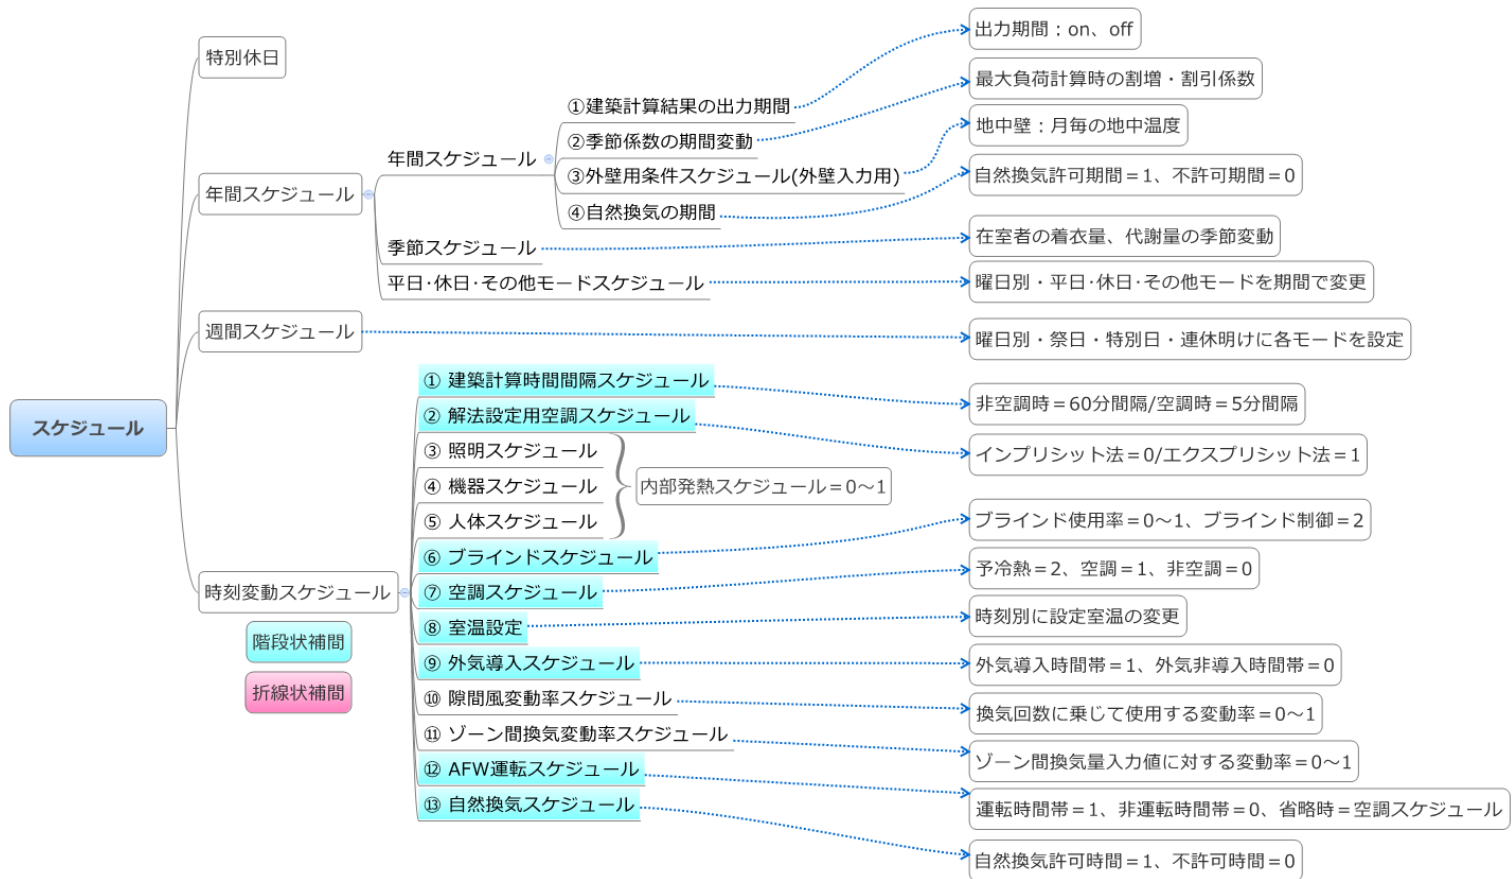 スケジュール
特別休日
年間スケジュール
年間スケジュール
①建築計算結果の出力期間
出力期間：on、off
②季節係数の期間変動
最大負荷計算時の割増・割引係数
③外壁用条件スケジュール(外壁入力用)
地中壁：月毎の地中温度
④自然換気の期間
自然換気許可期間＝1、不許可期間＝0
季節スケジュール
在室者の着衣量、代謝量の季節変動
平日･休日･その他モードスケジュール
曜日別・平日･休日･その他モードを期間で変更
週間スケジュール
曜日別・祭日・特別日・連休明けに各モードを設定
時刻変動スケジュール
① 建築計算時間間隔スケジュール
非空調時＝60分間隔/空調時＝5分間隔
② 解法設定用空調スケジュール
インプリシット法＝0/エクスプリシット法＝1
③ 照明スケジュール
④ 機器スケジュール
⑤ 人体スケジュール
内部発熱スケジュール＝0～1
⑥ ブラインドスケジュール
ブラインド使用率＝0～1、ブラインド制御＝2
⑦ 空調スケジュール
予冷熱＝2、空調＝1、非空調＝0
⑧ 室温設定
時刻別に設定室温の変更
⑨ 外気導入スケジュール
外気導入時間帯＝1、外気非導入時間帯＝0
⑩ 隙間風変動率スケジュール
換気回数に乗じて使用する変動率＝0～1
⑪ ゾーン間換気変動率スケジュール
ゾーン間換気量入力値に対する変動率＝0～1
⑫ AFW運転スケジュール
運転時間帯＝1、非運転時間帯＝0、省略時＝空調スケジュール
⑬ 自然換気スケジュール
自然換気許可時間＝1、不許可時間＝0
階段状補間
折線状補間